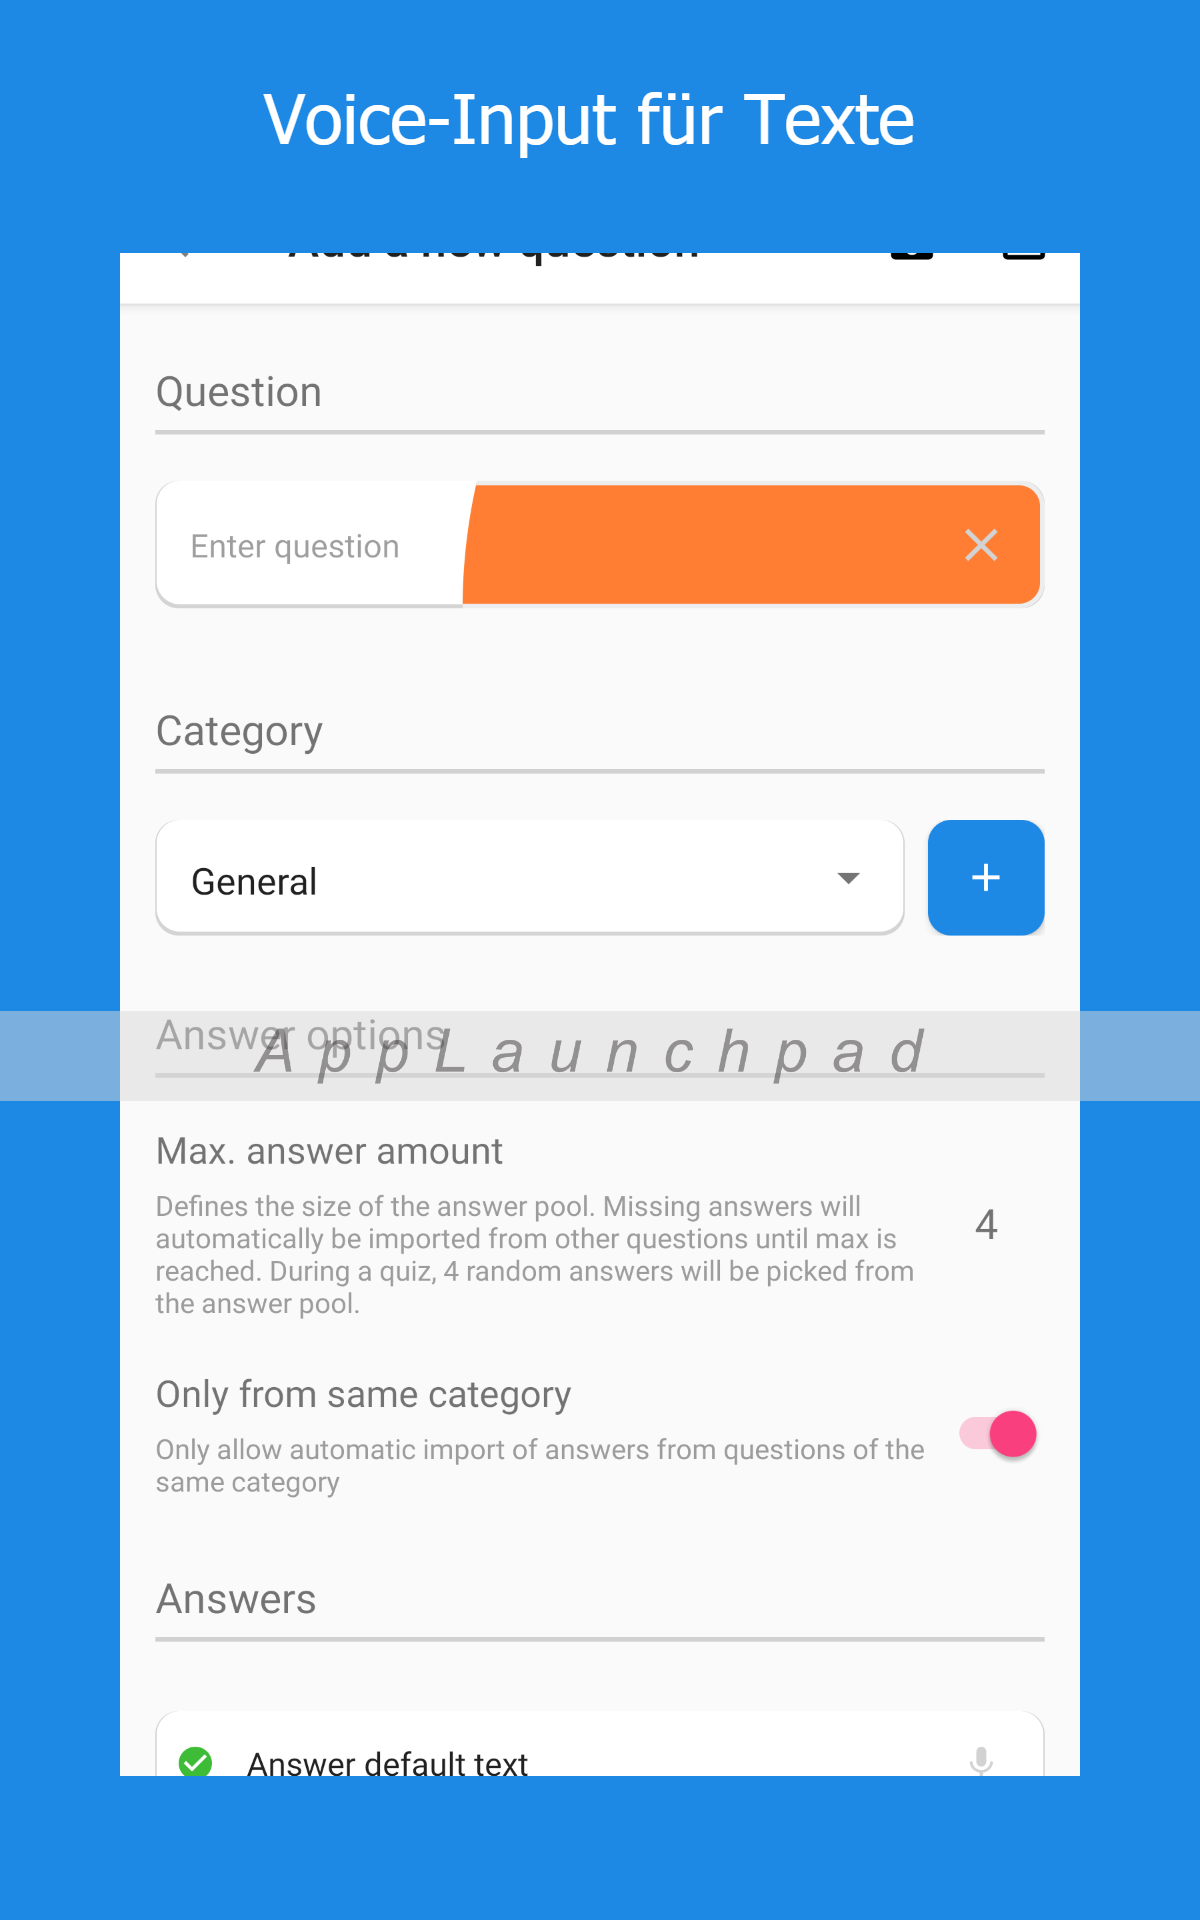 Voice-Input für Texte
Add a new question
Question
Enter question
Category
General
Answer options
AppLaunchpad
Max. answer amount
Defines the size of the answer pool. Missing answers will
automatically be imported from other questions until max is
reached. During a quiz, 4 random answers will be picked from
the answer pool.
4
Only from same category
Only allow automatic import of answers from questions of the
same category
Answers
Answer default text